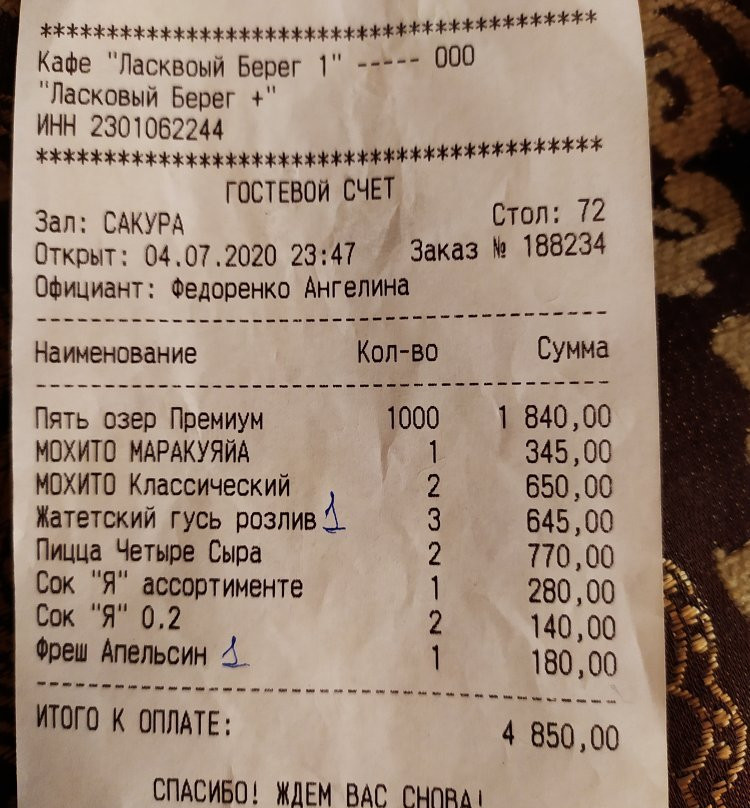 ******************************************
Кафе "Ласквоый Берег 1" ----- ООО
"Ласковый Берег +"
ИНН 2301062244
******************************************
ГОСТЕВОЙ СЧЕТ
Зал: САКУРА Стол: 72
Открыт: 04.07.2020 23:47 Заказ № 188234
Официант: Федоренко Ангелина
------------------------------------------
Наименование Кол-во Сумма
------------------------------------------
Пять озер Премиум 1000 1 840,00
МОХИТО МАРАКУЯйА 1 345,00
МОХИТО Классический 2 650,00
Жатетский гусь розлив 1 3 645,00
Пицца Четыре Сыра 2 770,00
Сок "Я" ассортименте 1 280,00
Сок "Я" 0.2 2 140,00
Фреш Апельсин 1 1 180,00
------------------------------------------
ИТОГО К ОПЛАТЕ: 4 850,00
СПАСИБО! ЖДЕМ ВАС СНОВА!